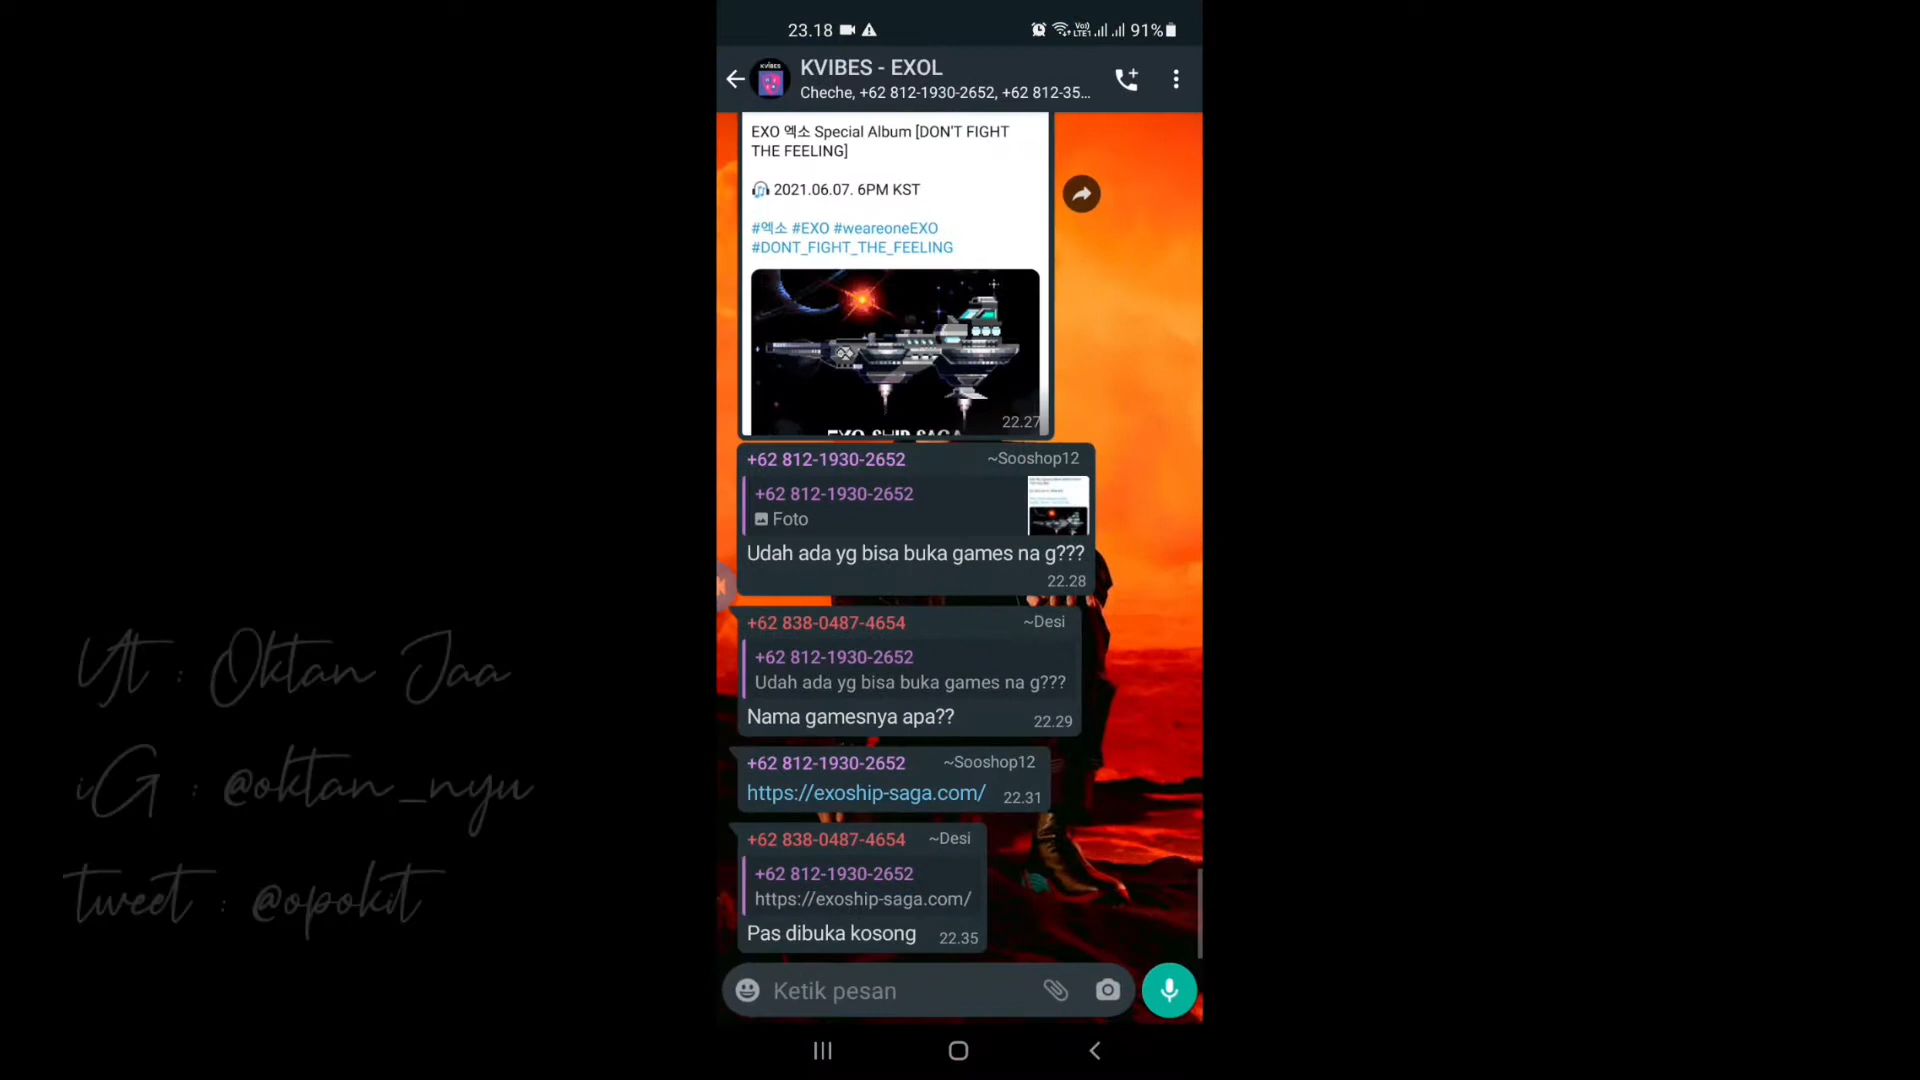 23.18
91%
KVIBES - EXOL
Cheche, +62 812-1930-2652, +62 812-35...
EXO 엑소 Special Album [DON'T FIGHT
THE FEELING]
2021.06.07. 6PM KST
#엑소 #EXO #weareoneEXO
#DONT_FIGHT_THE_FEELING
EXO-SHIP SAGA
22.27
+62 812-1930-2652 ~Sooshop12
+62 812-1930-2652
Foto
Udah ada yg bisa buka games na g???
22.28
+62 838-0487-4654 ~Desi
+62 812-1930-2652
Udah ada yg bisa buka games na g???
Nama gamesnya apa?? 22.29
+62 812-1930-2652 ~Sooshop12
https://exoship-saga.com/ 22.31
+62 838-0487-4654 ~Desi
+62 812-1930-2652
https://exoship-saga.com/
Pas dibuka kosong 22.35
Ketik pesan
Yt : Oktan Jaa
iG : @oktan_nyu
tweet : @opokit